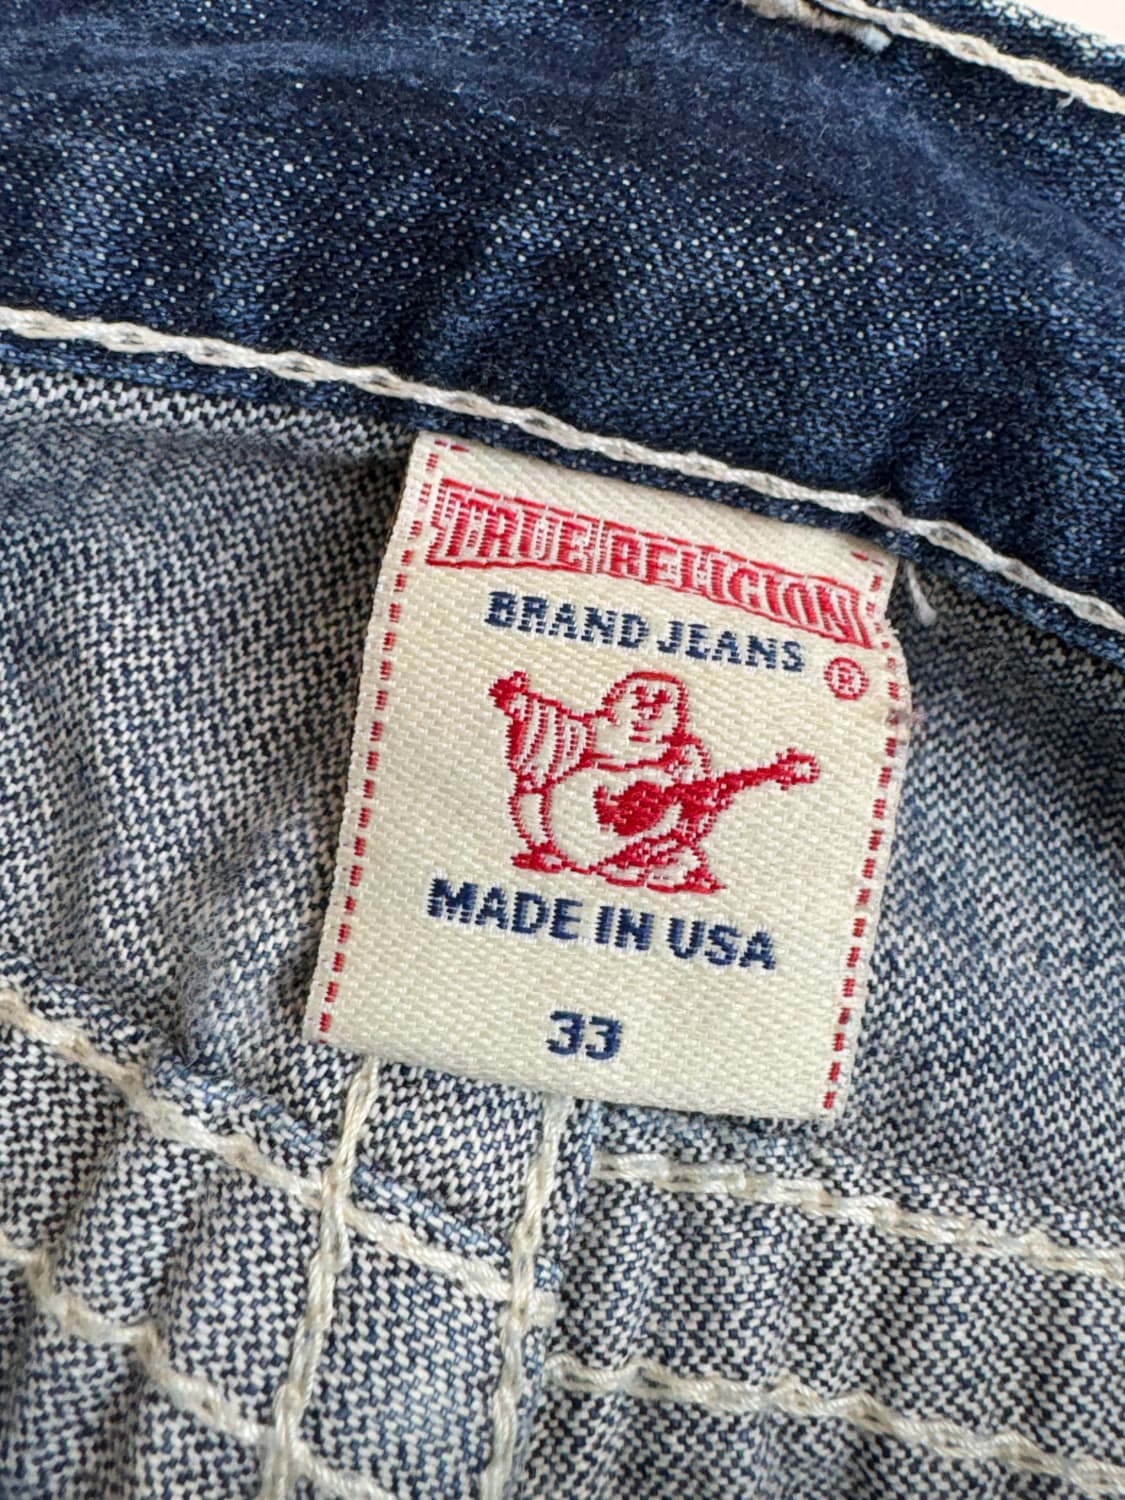 TRUE RELIGION
BRAND JEANS
®
MADE IN USA
33